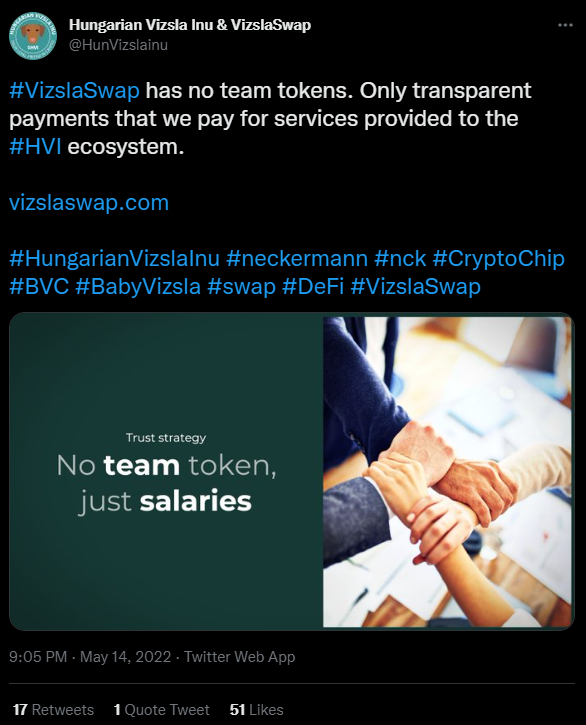 Hungarian Vizsla Inu & VizslaSwap
@HunVizslainu
#VizslaSwap has no team tokens. Only transparent
payments that we pay for services provided to the
#HVI ecosystem.
vizslaswap.com
#HungarianVizslaInu #neckermann #nck #CryptoChip
#BVC #BabyVizsla #swap #DeFi #VizslaSwap
Trust strategy
No team token,
just salaries
9:05 PM · May 14, 2022 · Twitter Web App
17 Retweets 1 Quote Tweet 51 Likes